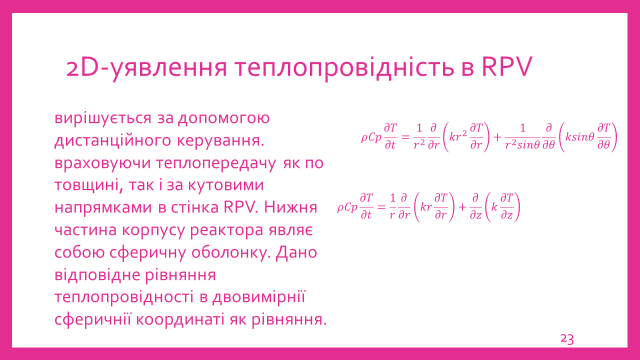 2D-уявлення теплопровідність в RPV
вирішується за допомогою
дистанційного керування.
враховуючи теплопередачу як по
товщині, так і за кутовими
напрямками в стінка RPV. Нижня
частина корпусу реактора являє
собою сферичну оболонку. Дано
відповідне рівняння
теплопровідності в двовимірнії
сферичнії координаті як рівняння.
𝜌𝐶𝑝 ∂𝑇/∂𝑡 = 1/𝑟² ∂/∂𝑟 (𝑘𝑟² ∂𝑇/∂𝑟) + 1/(𝑟²𝑠𝑖𝑛𝜃) ∂/∂𝜃 (𝑘𝑠𝑖𝑛𝜃 ∂𝑇/∂𝜃)
𝜌𝐶𝑝 ∂𝑇/∂𝑡 = 1/𝑟 ∂/∂𝑟 (𝑘𝑟 ∂𝑇/∂𝑟) + ∂/∂𝑧 (𝑘 ∂𝑇/∂𝑧)
23